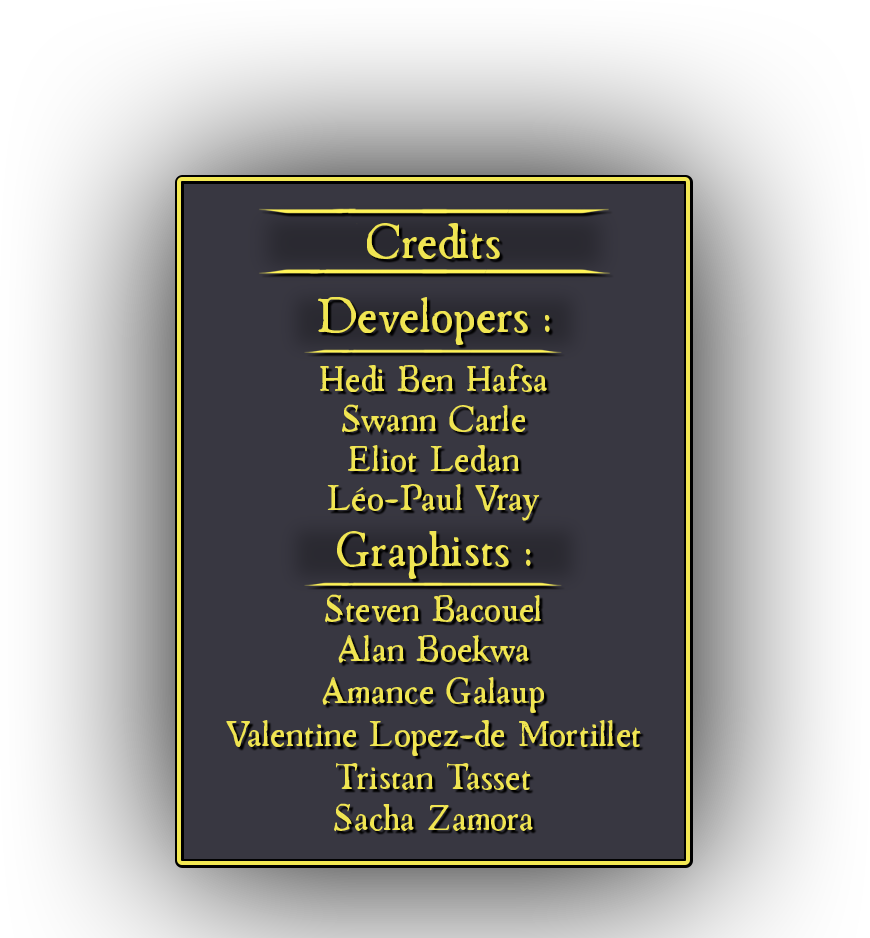 Credits
Developers :
Hedi Ben Hafsa
Swann Carle
Eliot Ledan
Léo-Paul Vray
Graphists :
Steven Bacouel
Alan Boekwa
Amance Galaup
Valentine Lopez-de Mortillet
Tristan Tasset
Sacha Zamora